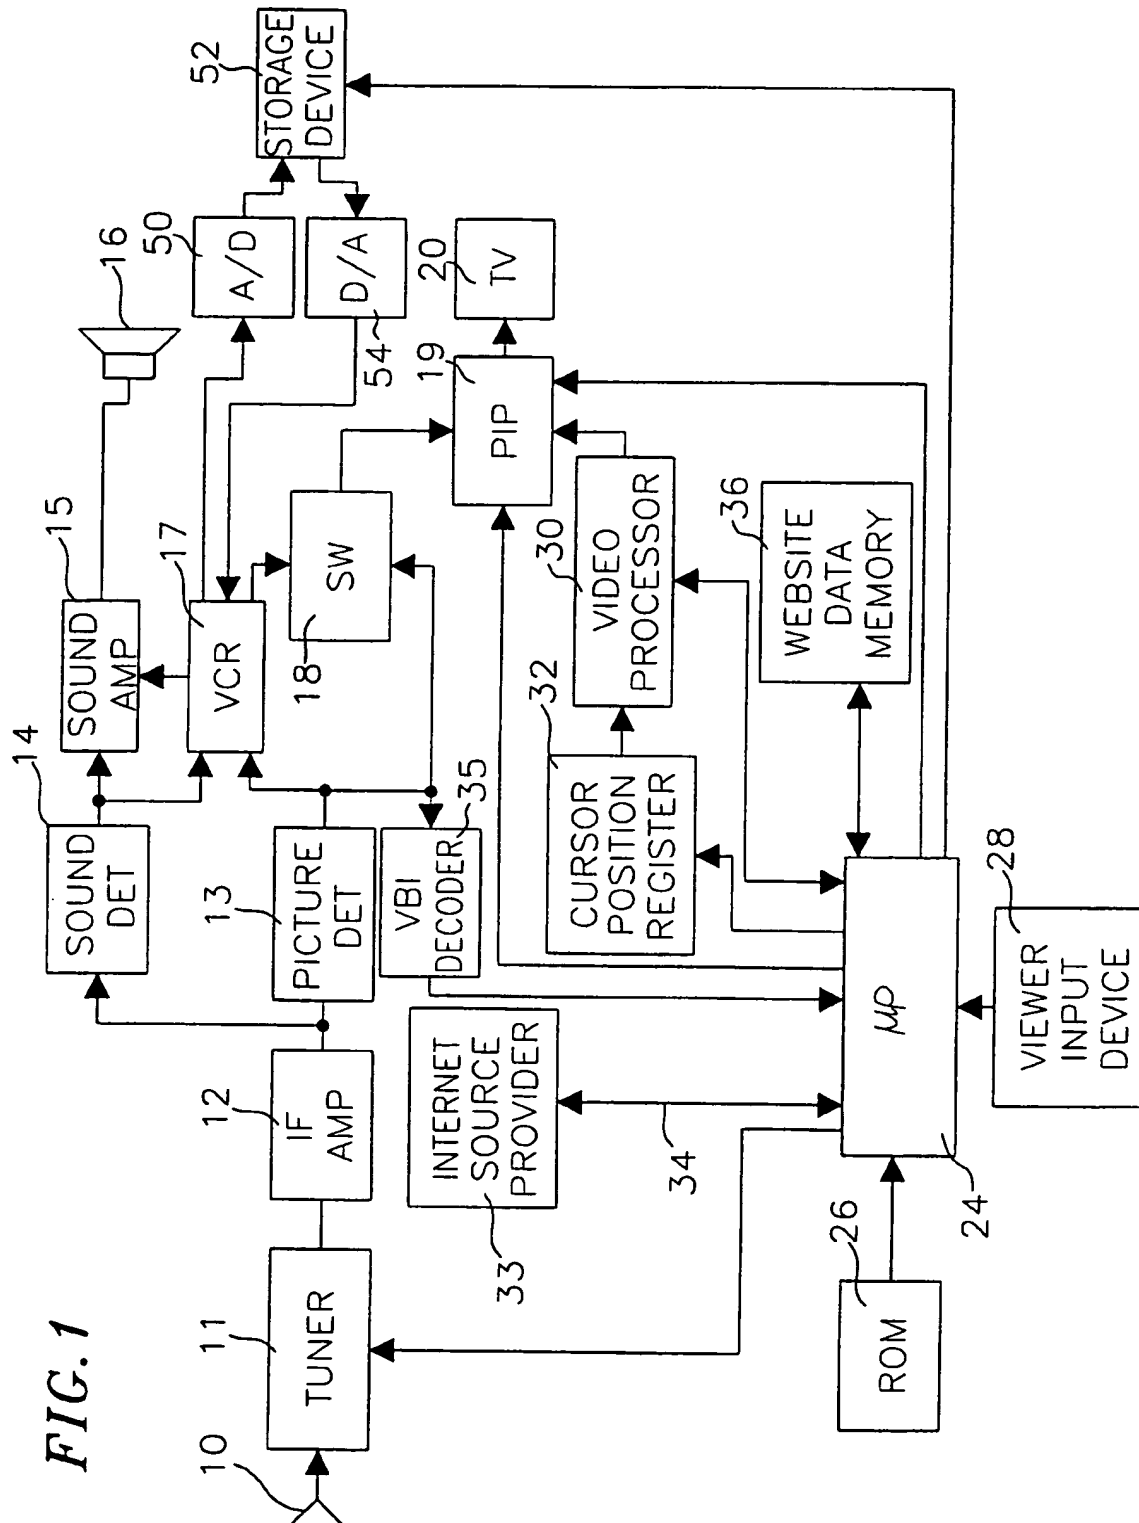 FIG. 1
10
11
TUNER
12
IF
AMP
13
PICTURE
DET
14
SOUND
DET
15
SOUND
AMP
16
17
VCR
18
SW
50
A/D
52
STORAGE
DEVICE
54
D/A
19
PIP
20
TV
35
VBI
DECODER
33
INTERNET
SOURCE
PROVIDER
34
32
CURSOR
POSITION
REGISTER
30
VIDEO
PROCESSOR
36
WEBSITE
DATA
MEMORY
24
μP
26
ROM
28
VIEWER
INPUT
DEVICE